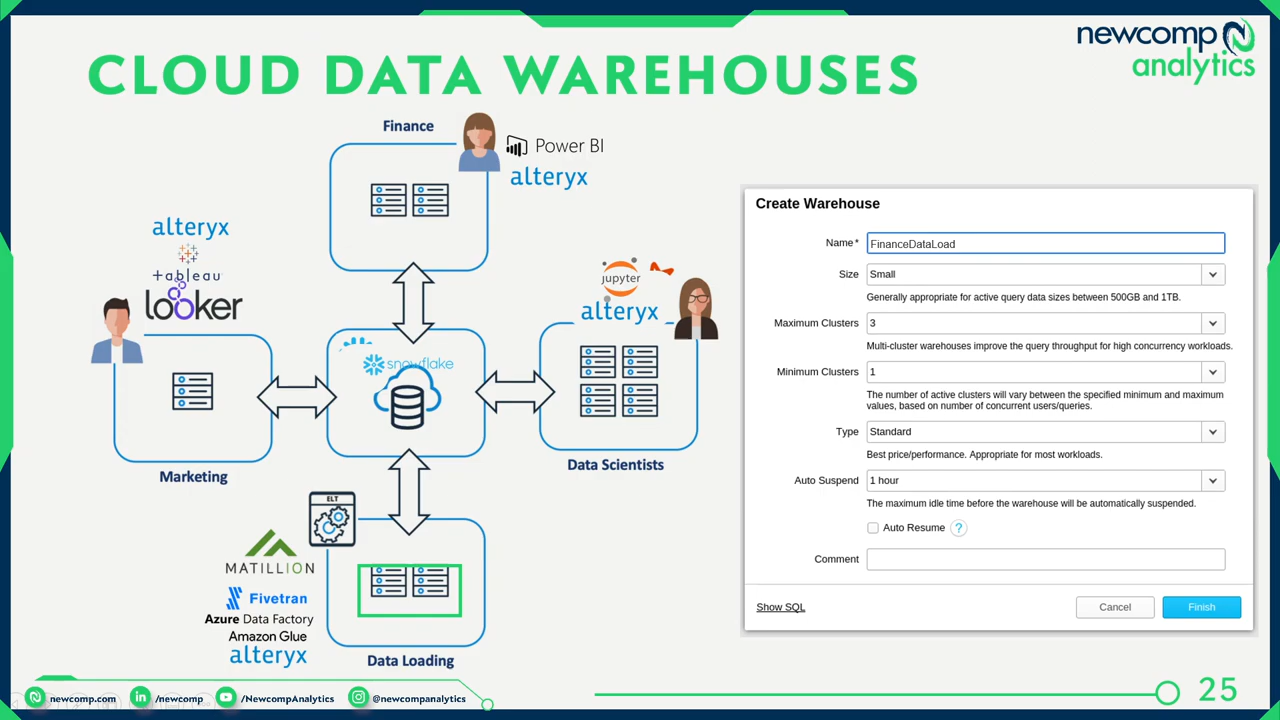 newcomp
analytics
CLOUD DATA WAREHOUSES
Finance
Power BI
alteryx
alteryx
tableau
looker
jupyter
alteryx
snowflake
Marketing
Data Scientists
ELT
MATILLION
Fivetran
Azure Data Factory
Amazon Glue
alteryx
Data Loading
Create Warehouse
Name* FinanceDataLoad
Size Small
Generally appropriate for active query data sizes between 500GB and 1TB.
Maximum Clusters 3
Multi-cluster warehouses improve the query throughput for high concurrency workloads.
Minimum Clusters 1
The number of active clusters will vary between the specified minimum and maximum
values, based on number of concurrent users/queries.
Type Standard
Best price/performance. Appropriate for most workloads.
Auto Suspend 1 hour
The maximum idle time before the warehouse will be automatically suspended.
Auto Resume ?
Comment
Show SQL Cancel Finish
newcomp.com /newcomp /NewcompAnalytics @newcompanalytics
25